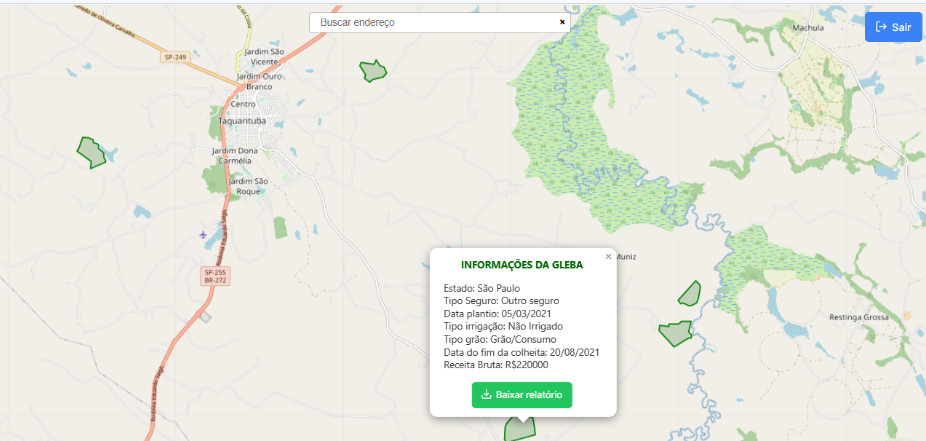 Buscar endereço
×
Sair
Machula
SP-249
Jardim São
Vicente
Jardim Ouro
Branco
Centro
Taquarituba
Jardim Dona
Carmélia
Jardim São
Roque
SP-255
BR-272
Muniz
Restinga Grossa
×
INFORMAÇÕES DA GLEBA
Estado: São Paulo
Tipo Seguro: Outro seguro
Data plantio: 05/03/2021
Tipo irrigação: Não Irrigado
Tipo grão: Grão/Consumo
Data do fim da colheita: 20/08/2021
Receita Bruta: R$220000
Baixar relatório